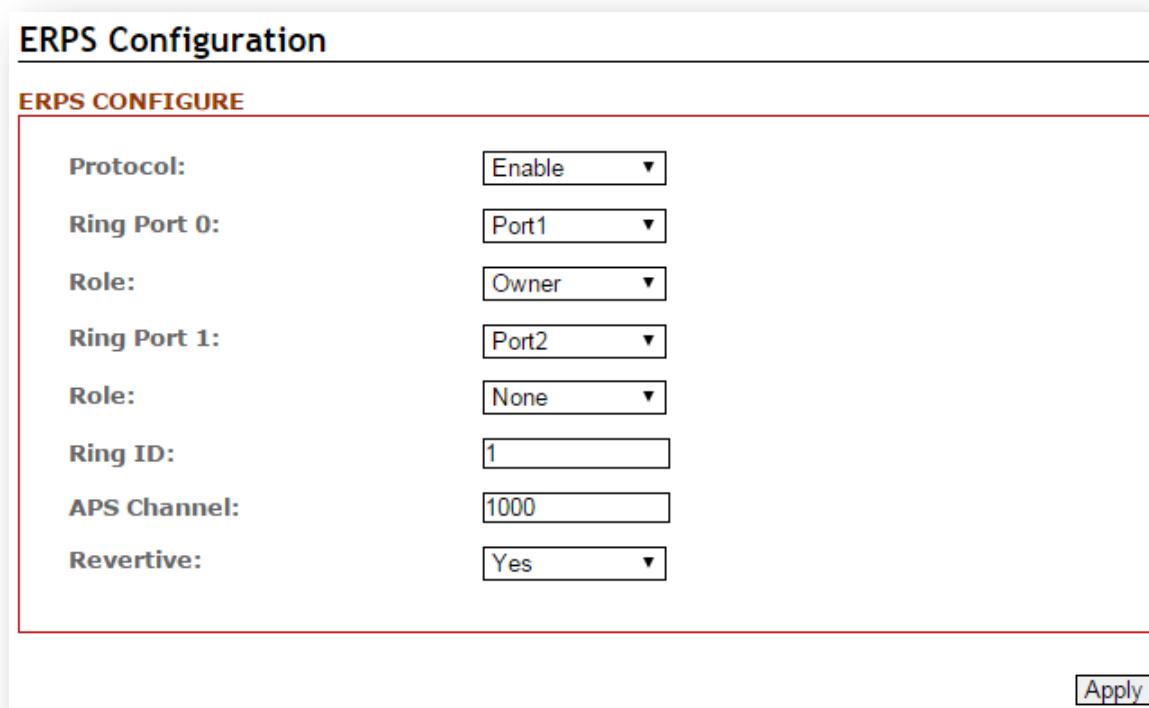 ERPS Configuration
ERPS CONFIGURE
Protocol: Enable
Ring Port 0: Port1
Role: Owner
Ring Port 1: Port2
Role: None
Ring ID: 1
APS Channel: 1000
Revertive: Yes
Apply